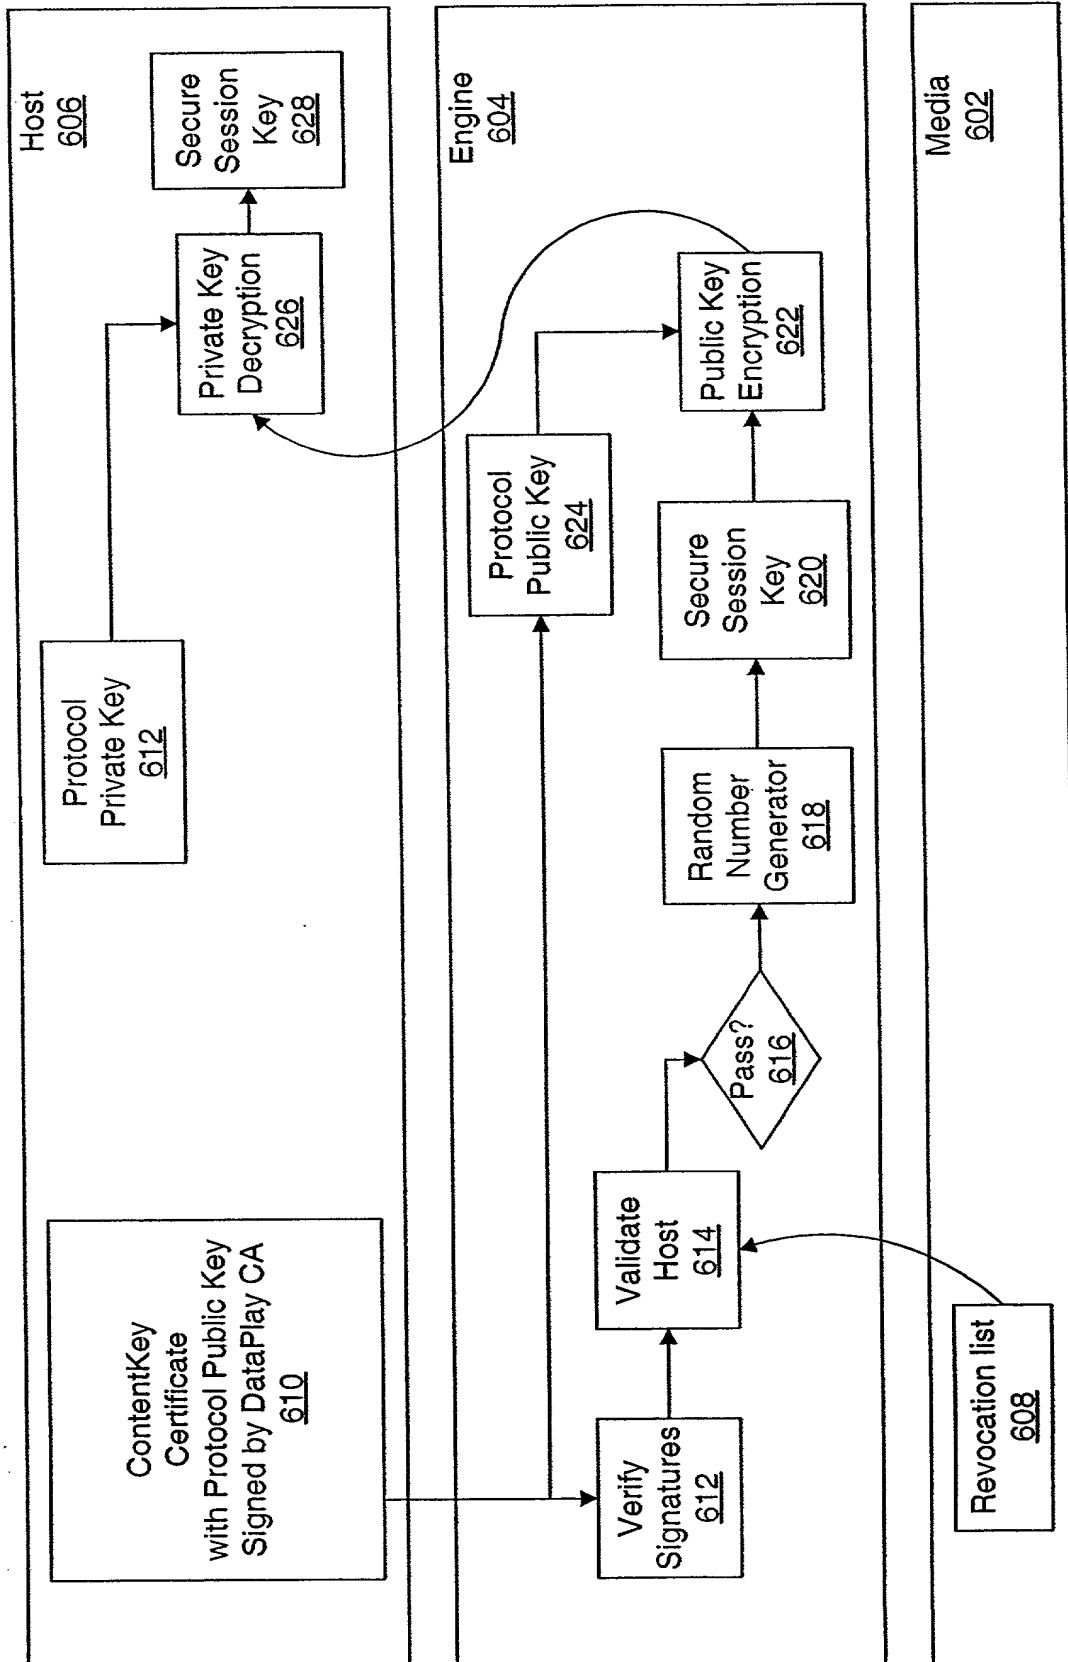 Host
606
ContentKey
Certificate
with Protocol Public Key
Signed by DataPlay CA
610
Protocol
Private Key
612
Private Key
Decryption
626
Secure
Session
Key
628
Engine
604
Verify
Signatures
612
Validate
Host
614
Pass?
616
Random
Number
Generator
618
Secure
Session
Key
620
Protocol
Public Key
624
Public Key
Encryption
622
Media
602
Revocation list
608